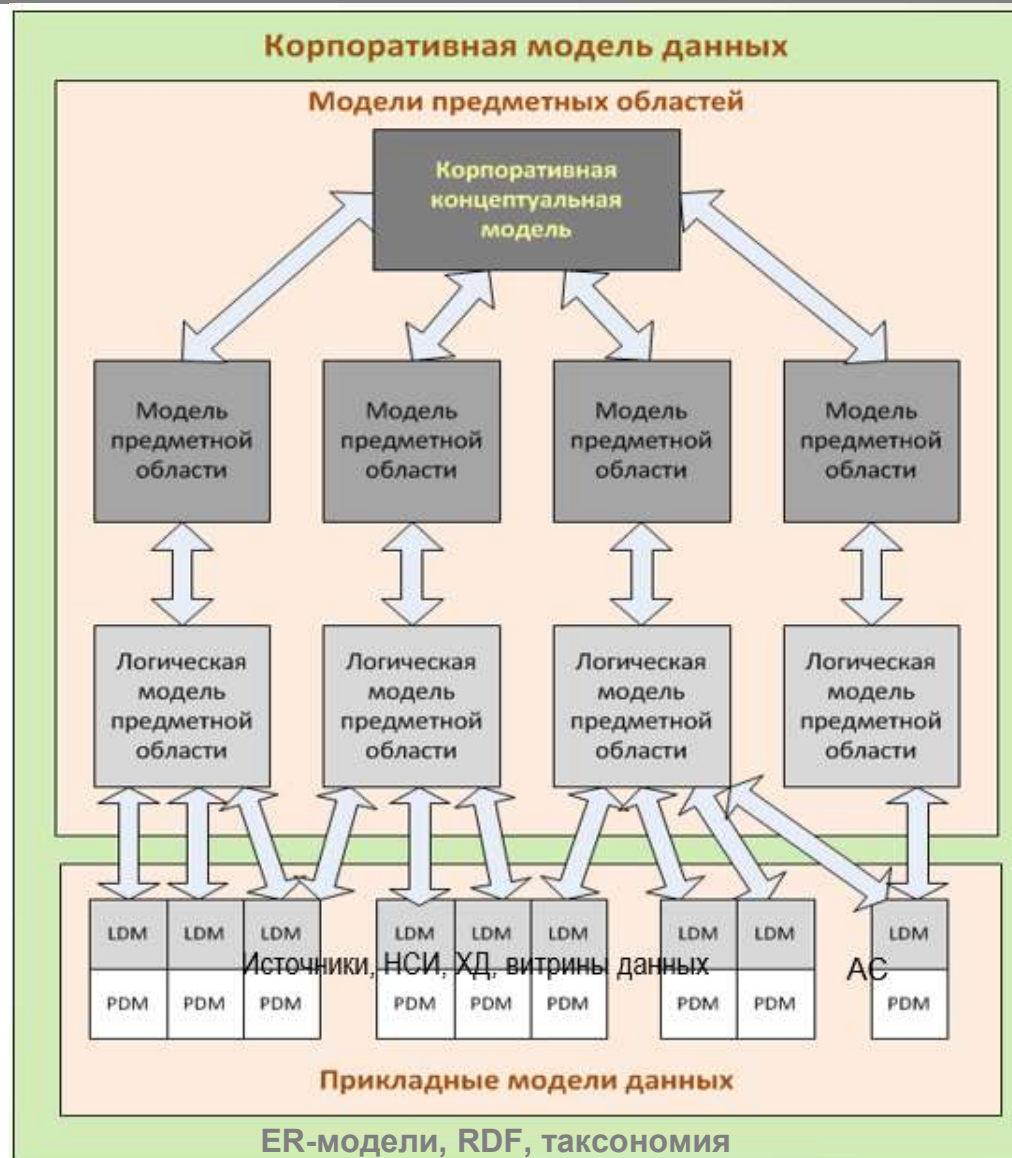 Корпоративная модель данных
Модели предметных областей
Корпоративная
концептуальная
модель
Модель
предметной
области
Модель
предметной
области
Модель
предметной
области
Модель
предметной
области
Логическая
модель
предметной
области
Логическая
модель
предметной
области
Логическая
модель
предметной
области
Логическая
модель
предметной
области
LDM LDM LDM LDM LDM LDM LDM LDM LDM
Источники, НСИ, ХД, витрины данных АС
PDM PDM PDM PDM PDM PDM PDM PDM PDM
Прикладные модели данных
ER-модели, RDF, таксономия